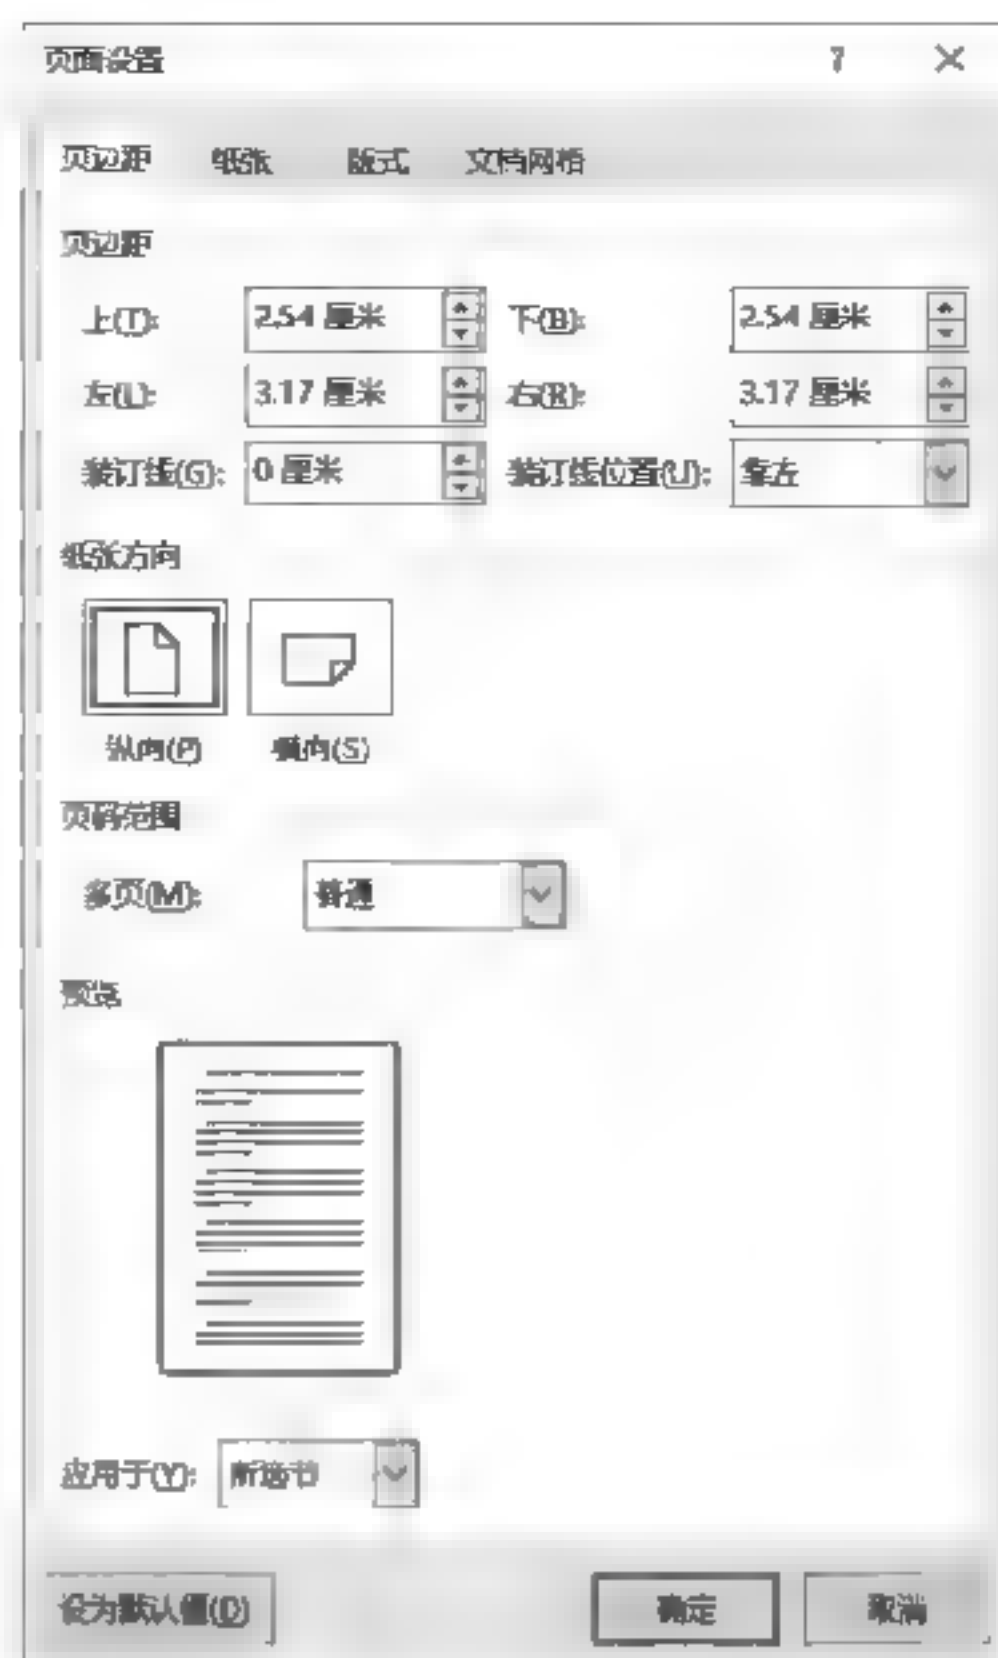 页面设置 ?
页边距 纸张 版式 文档网格
页边距
上(T): 2.54 厘米 下(B): 2.54 厘米
左(L): 3.17 厘米 右(R): 3.17 厘米
装订线(G): 0 厘米 装订线位置(U): 靠左
纸张方向
纵向(P) 横向(S)
页码范围
多页(M): 普通
预览
应用于(Y): 所选节
设为默认值(D) 确定 取消